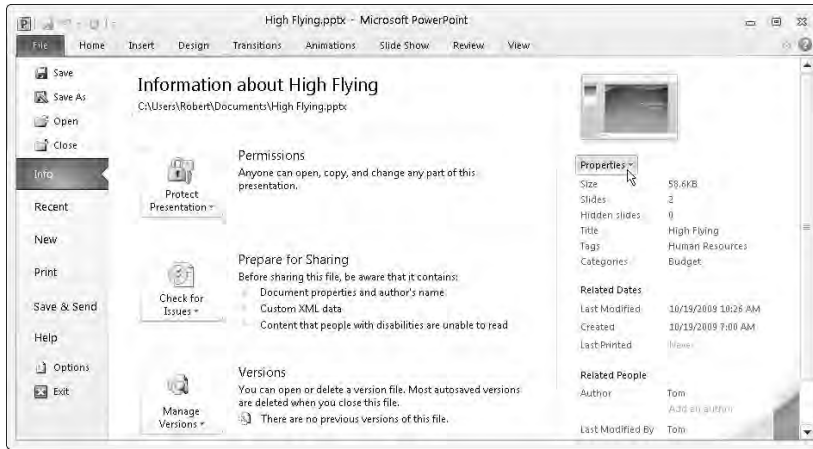 High Flying.pptx - Microsoft PowerPoint
File Home Insert Design Transitions Animations Slide Show Review View
Save
Save As
Open
Close
Info
Recent
New
Print
Save & Send
Help
Options
Exit
Information about High Flying
C:\Users\Robert\Documents\High Flying.pptx
Protect
Presentation
Permissions
Anyone can open, copy, and change any part of this
presentation.
Check for
Issues
Prepare for Sharing
Before sharing this file, be aware that it contains:
Document properties and author's name
Custom XML data
Content that people with disabilities are unable to read
Manage
Versions
Versions
You can open or delete a version file. Most autosaved versions
are deleted when you close this file.
There are no previous versions of this file.
Properties
Size 58.6KB
Slides 2
Hidden slides 0
Title High Flying
Tags Human Resources
Categories Budget
Related Dates
Last Modified 10/19/2009 10:26 AM
Created 10/19/2009 7:00 AM
Last Printed Never
Related People
Author Tom
Add an author
Last Modified By Tom